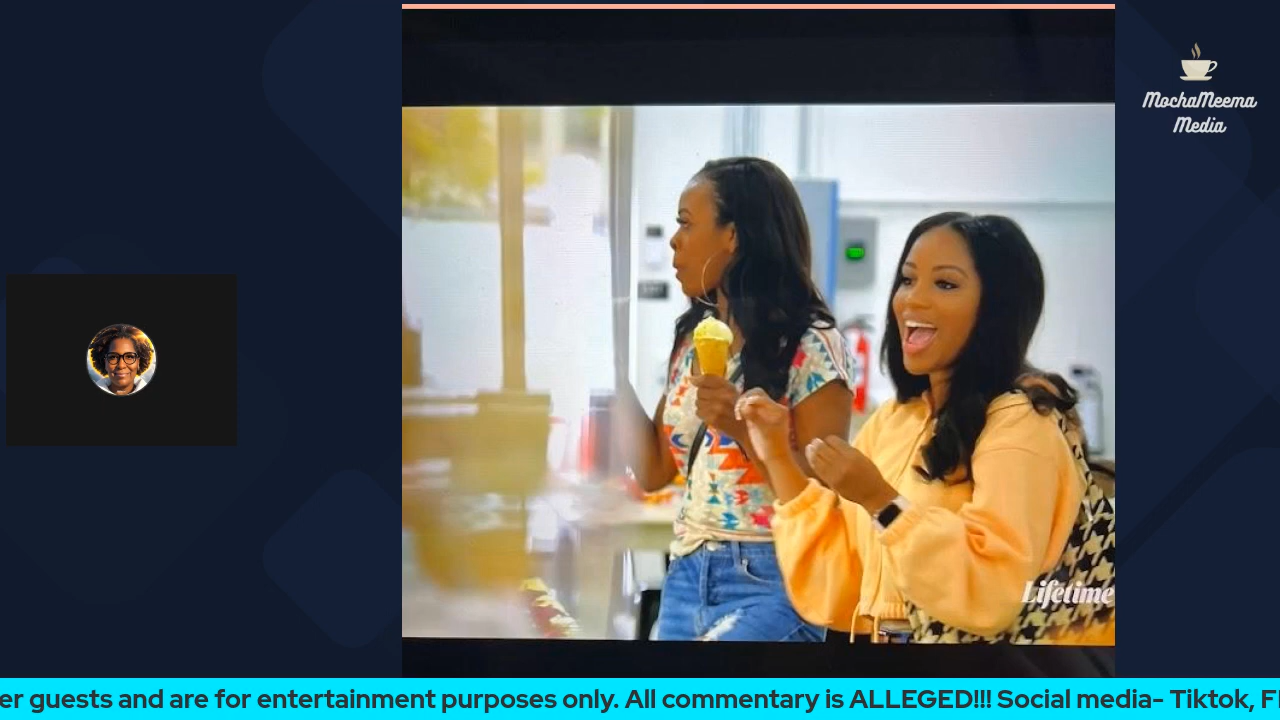 MochaMeema
Media
Lifetime
er guests and are for entertainment purposes only. All commentary is ALLEGED!!! Social media- Tiktok, F